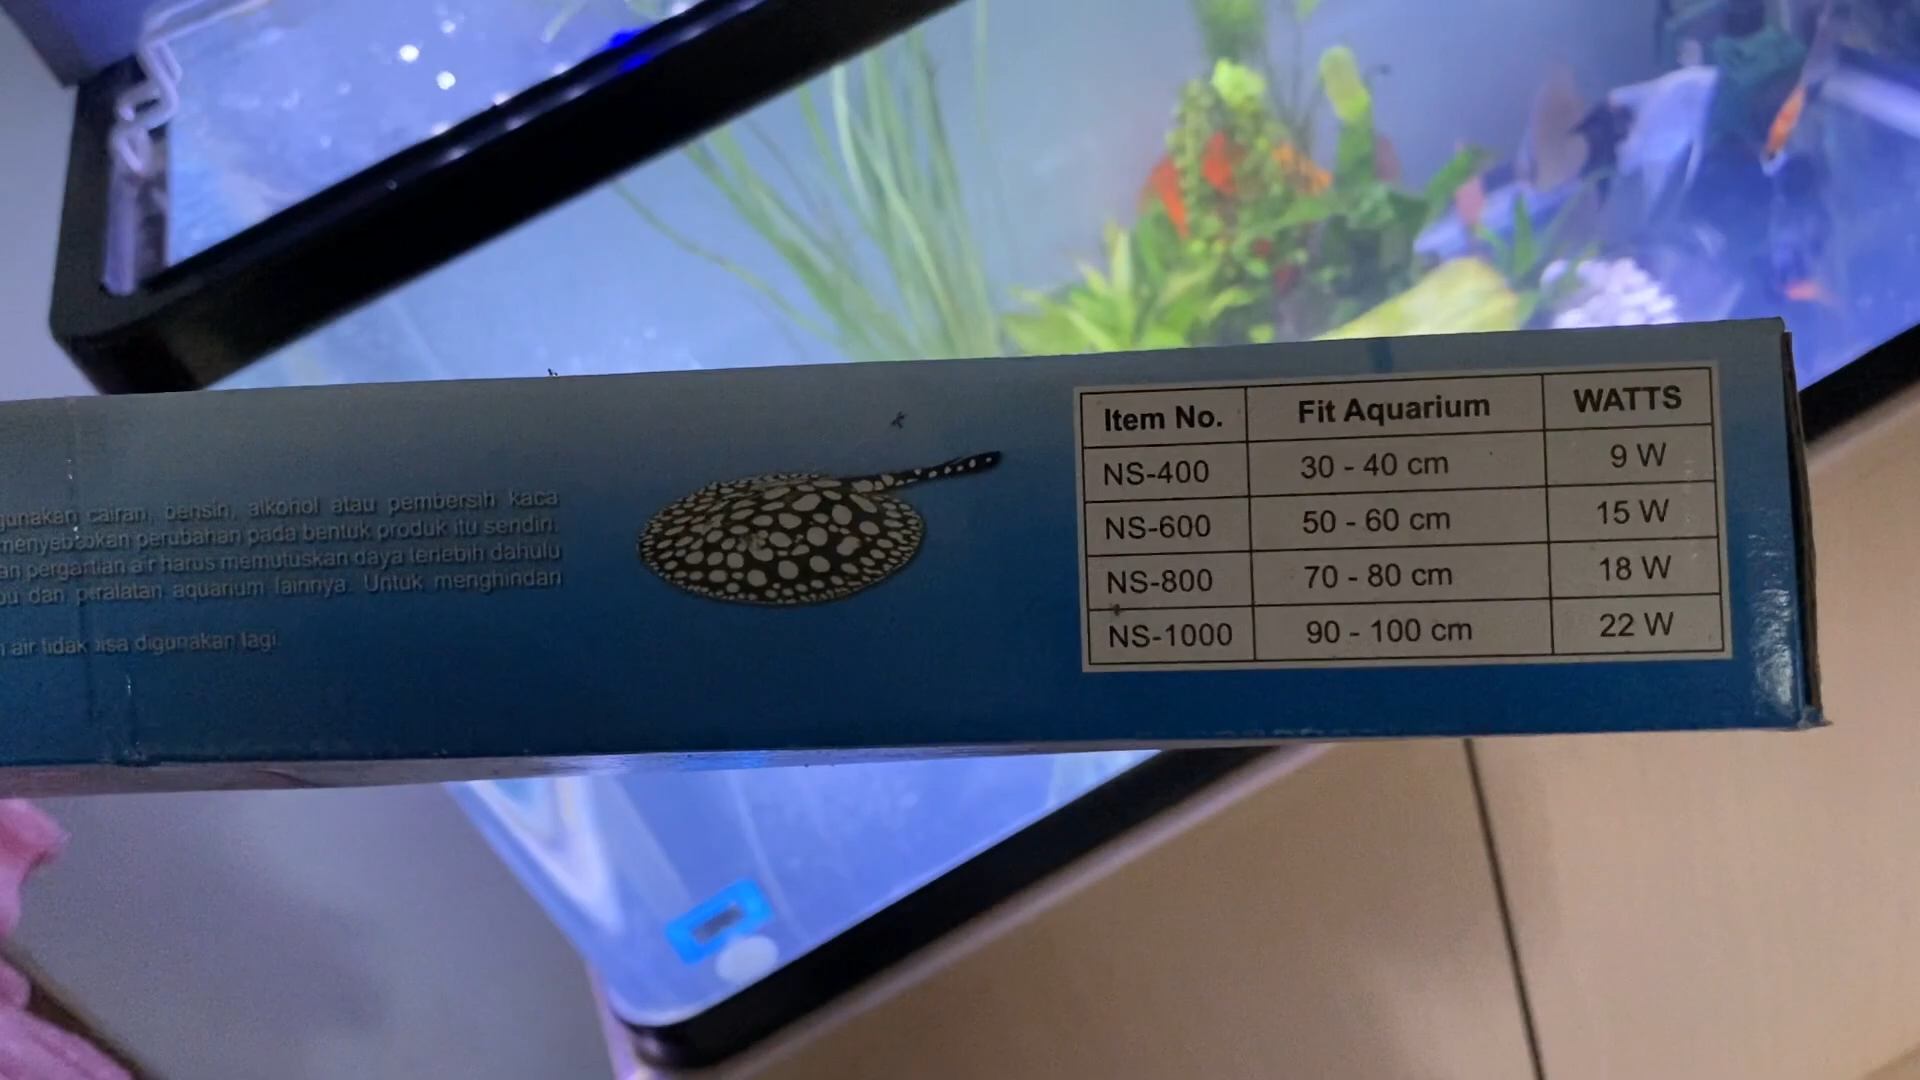 gunakan cairan, bensin, alkohol atau pembersih kaca
menyebabkan perubahan pada bentuk produk itu sendiri.
an pergantian air harus memutuskan daya terlebih dahulu
pu dan peralatan aquarium lainnya. Untuk menghindari
air tidak bisa digunakan lagi.
Item No. Fit Aquarium WATTS
NS-400 30 - 40 cm 9 W
NS-600 50 - 60 cm 15 W
NS-800 70 - 80 cm 18 W
NS-1000 90 - 100 cm 22 W